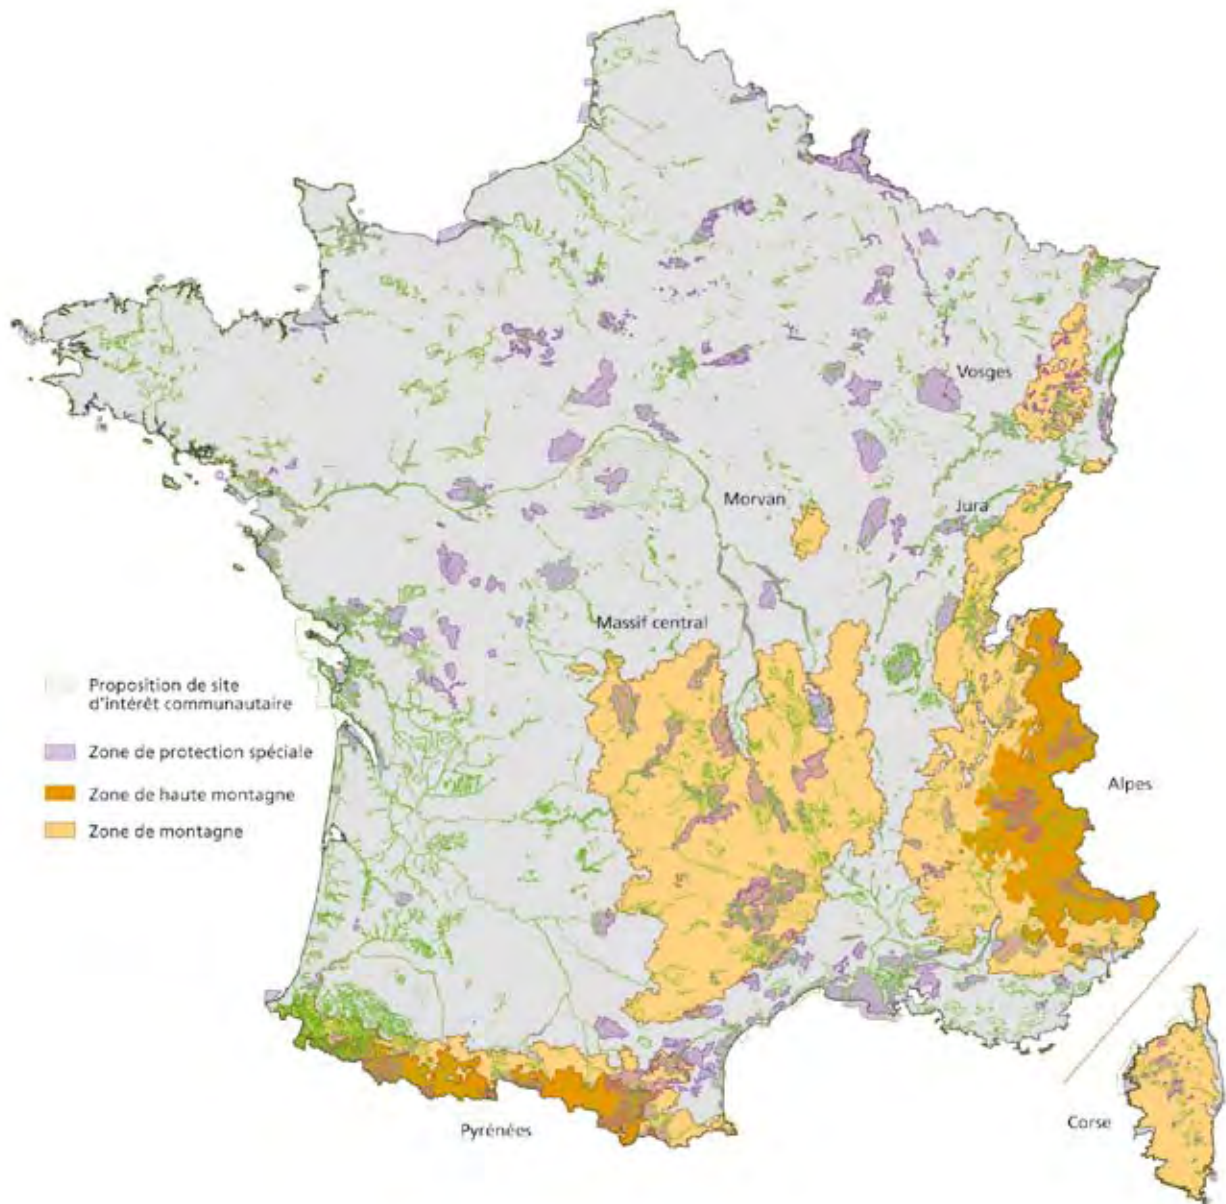 Vosges
Morvan
Jura
Massif central
Proposition de site
d'intérêt communautaire
Zone de protection spéciale
Zone de haute montagne
Zone de montagne
Alpes
Pyrénées
Corse